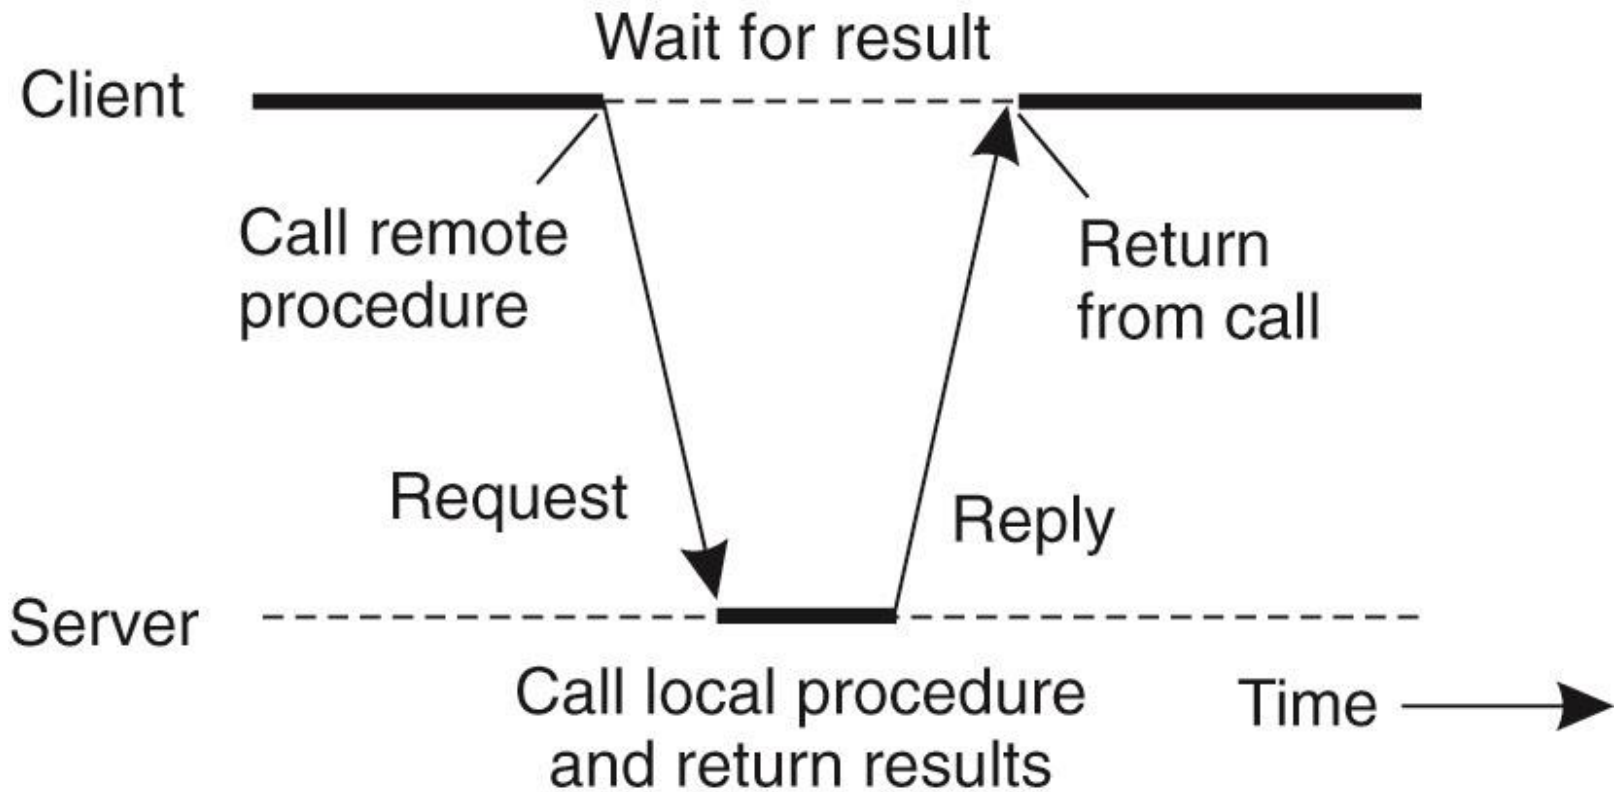 Wait for result
Client
Call remote
procedure
Return
from call
Request
Reply
Server
Call local procedure
and return results
Time